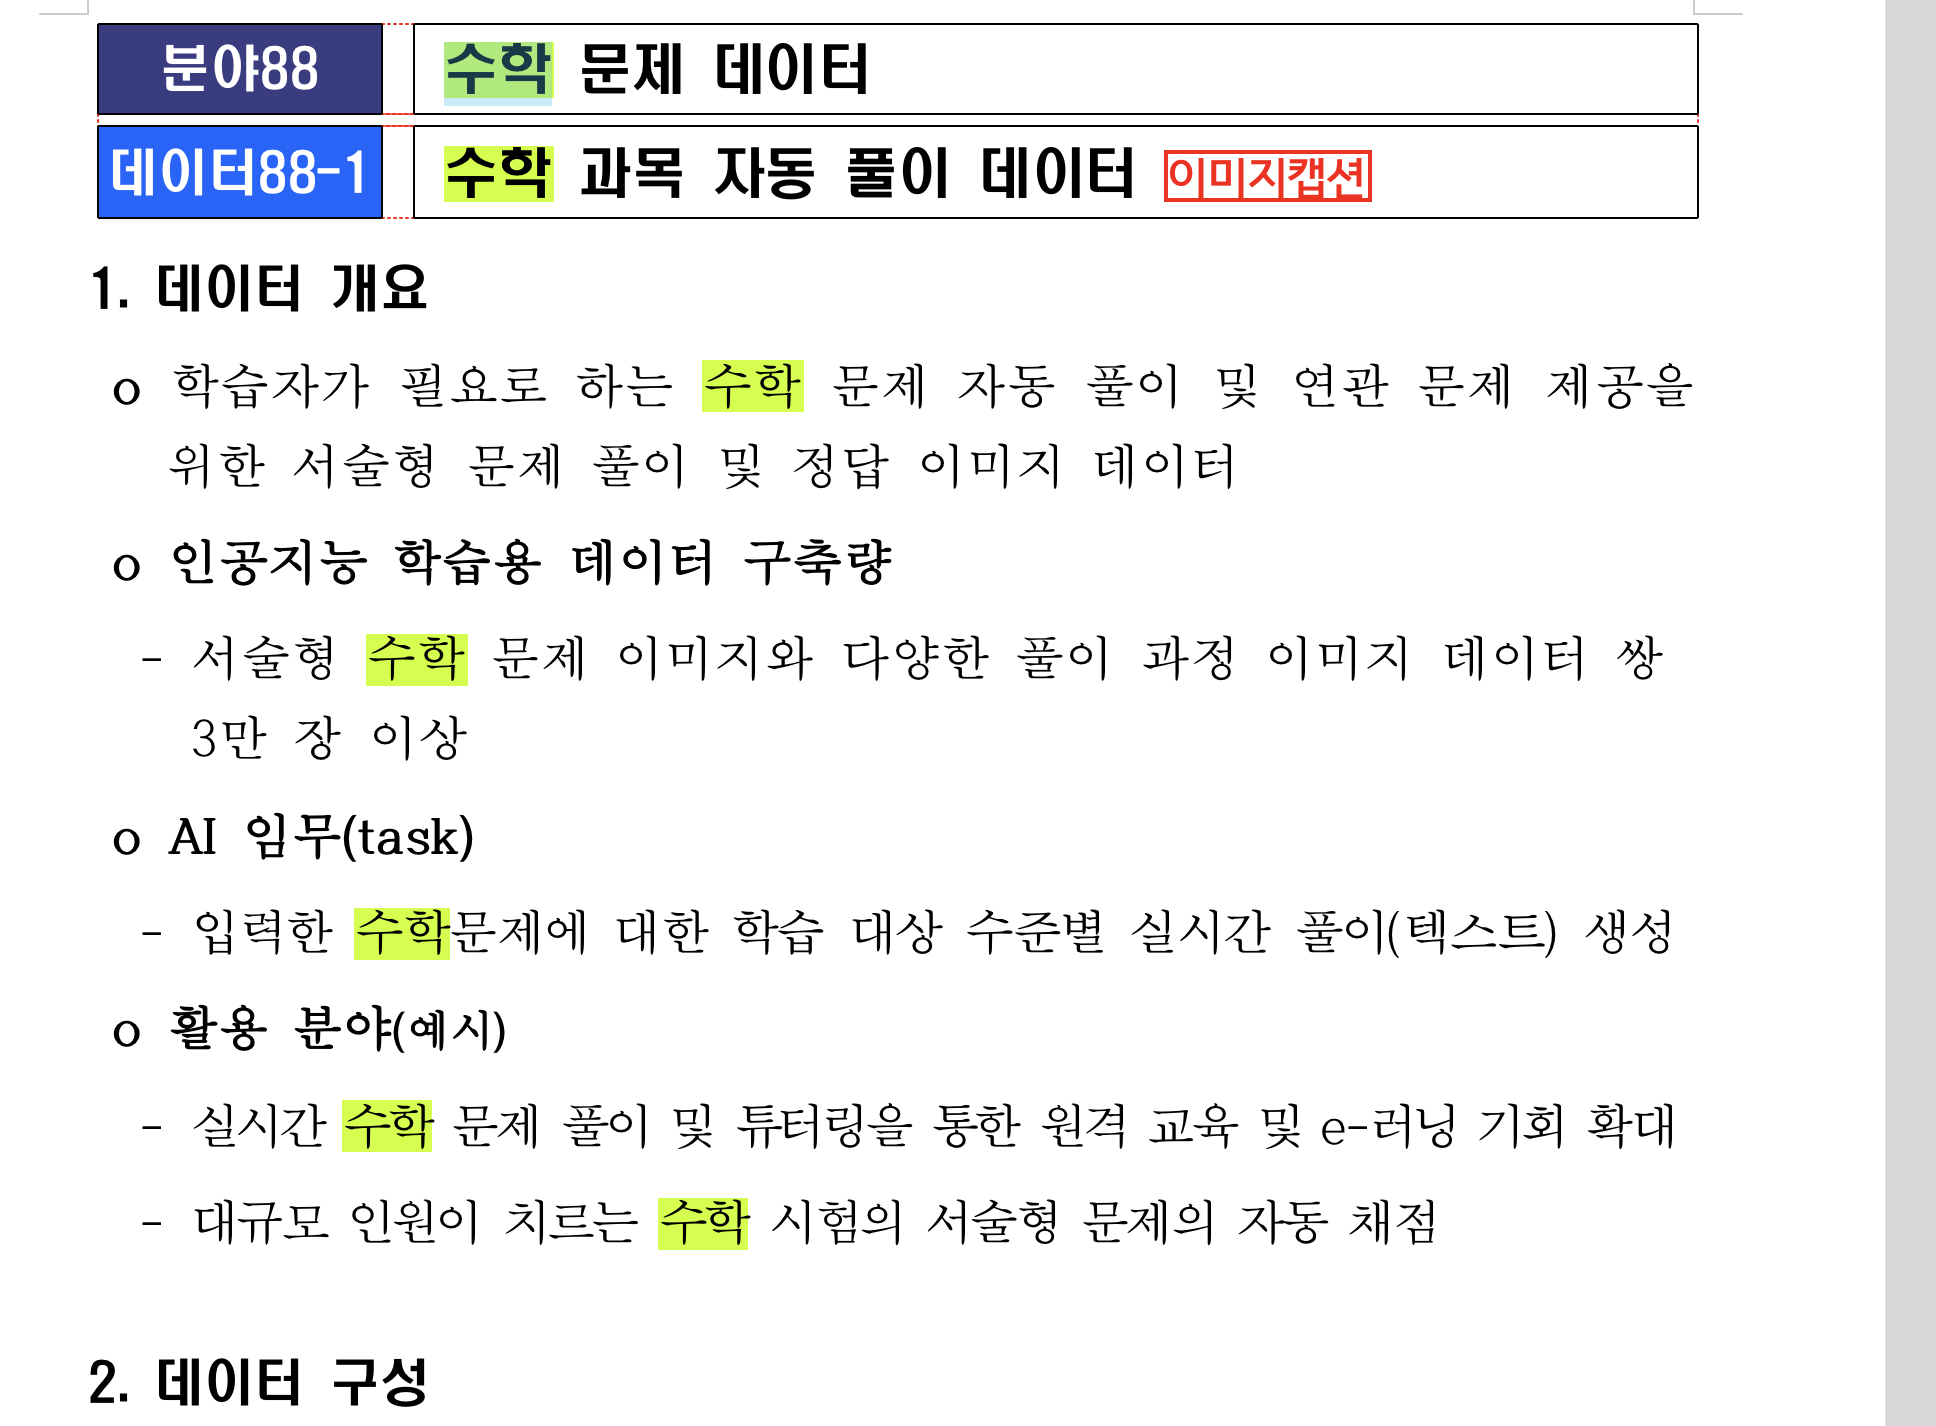 분야88 수학 문제 데이터
데이터88-1 수학 과목 자동 풀이 데이터 이미지캡션
1. 데이터 개요
o 학습자가 필요로 하는 수학 문제 자동 풀이 및 연관 문제 제공을
위한 서술형 문제 풀이 및 정답 이미지 데이터
o 인공지능 학습용 데이터 구축량
- 서술형 수학 문제 이미지와 다양한 풀이 과정 이미지 데이터 쌍
3만 장 이상
o AI 임무(task)
- 입력한 수학문제에 대한 학습 대상 수준별 실시간 풀이(텍스트) 생성
o 활용 분야(예시)
- 실시간 수학 문제 풀이 및 튜터링을 통한 원격 교육 및 e-러닝 기회 확대
- 대규모 인원이 치르는 수학 시험의 서술형 문제의 자동 채점
2. 데이터 구성